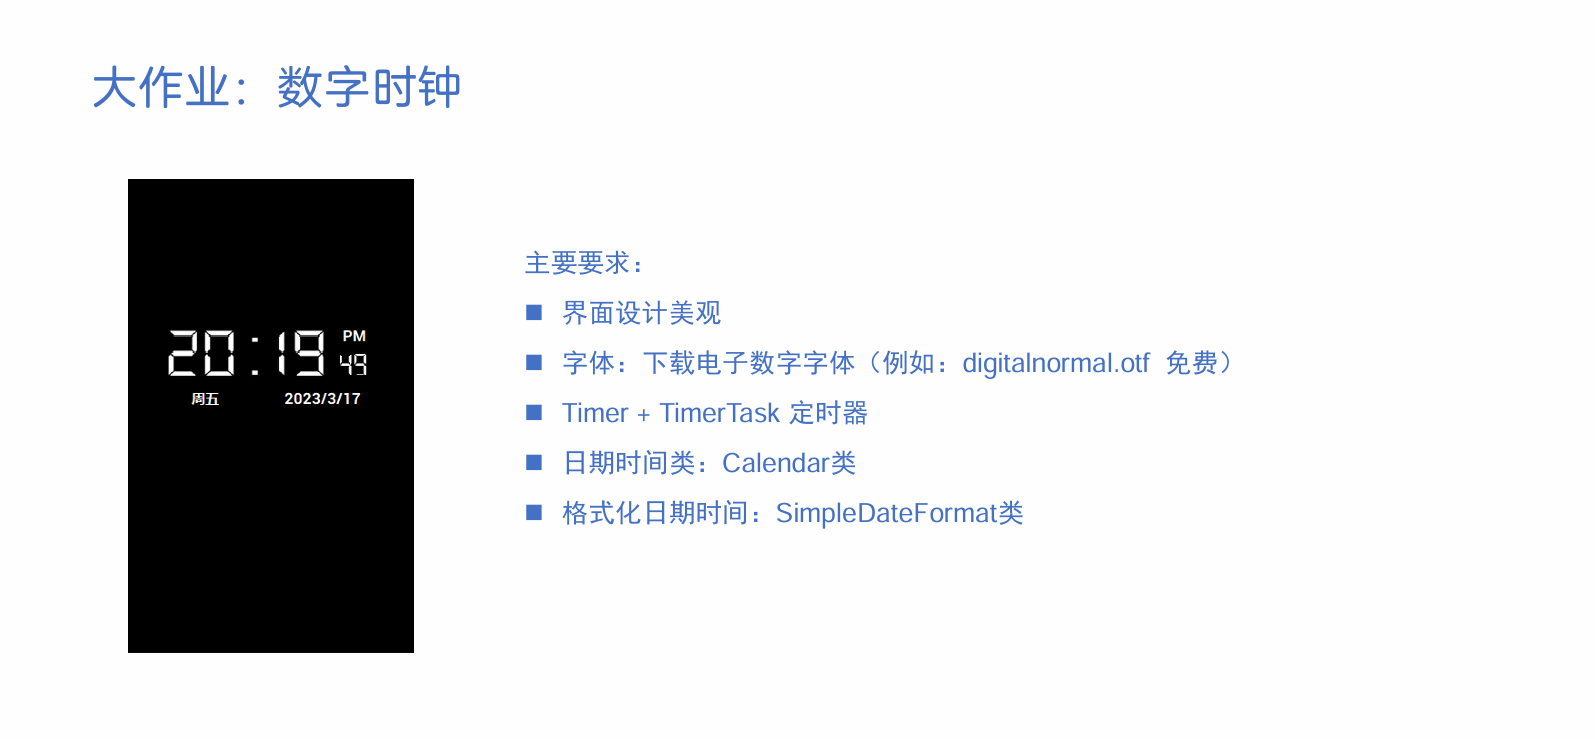 大作业：数字时钟
20:19 PM
49
周五 2023/3/17
主要要求：
界面设计美观
字体：下载电子数字字体（例如：digitalnormal.otf 免费）
Timer + TimerTask 定时器
日期时间类：Calendar类
格式化日期时间：SimpleDateFormat类